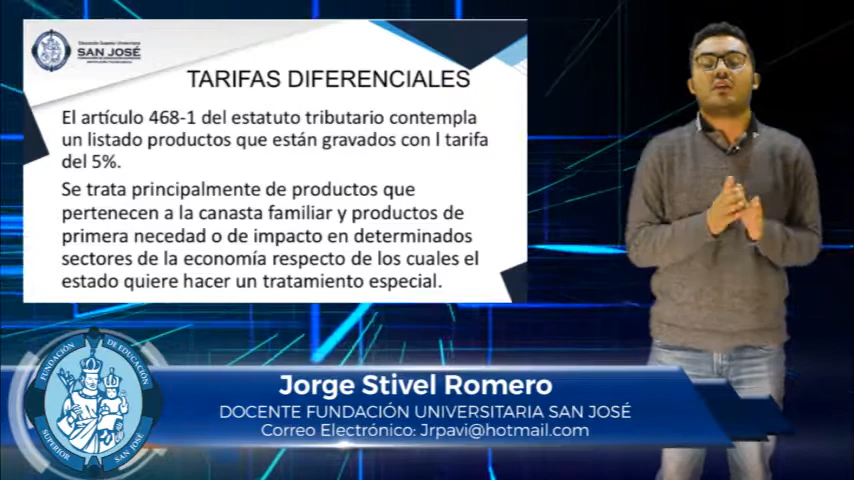 Educación Superior Universitaria
SAN JOSÉ
TARIFAS DIFERENCIALES
El artículo 468-1 del estatuto tributario contempla
un listado productos que están gravados con l tarifa
del 5%.
Se trata principalmente de productos que
pertenecen a la canasta familiar y productos de
primera necedad o de impacto en determinados
sectores de la economía respecto de los cuales el
estado quiere hacer un tratamiento especial.
FUNDACIÓN DE EDUCACIÓN
SUPERIOR SAN JOSÉ
Jorge Stivel Romero
DOCENTE FUNDACIÓN UNIVERSITARIA SAN JOSÉ
Correo Electrónico: Jrpavi@hotmail.com